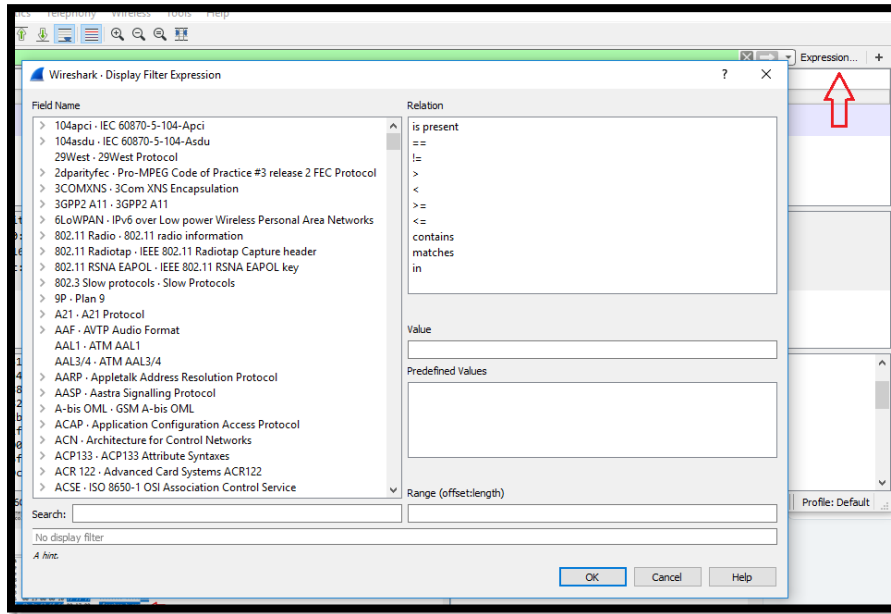 Telephony Wireless Tools Help
Expression... +
Wireshark · Display Filter Expression ? ×
Field Name
> 104apci · IEC 60870-5-104-Apci
> 104asdu · IEC 60870-5-104-Asdu
29West · 29West Protocol
> 2dparityfec · Pro-MPEG Code of Practice #3 release 2 FEC Protocol
> 3COMXNS · 3Com XNS Encapsulation
> 3GPP2 A11 · 3GPP2 A11
> 6LoWPAN · IPv6 over Low power Wireless Personal Area Networks
> 802.11 Radio · 802.11 radio information
> 802.11 Radiotap · IEEE 802.11 Radiotap Capture header
> 802.11 RSNA EAPOL · IEEE 802.11 RSNA EAPOL key
> 802.3 Slow protocols · Slow Protocols
> 9P · Plan 9
> A21 · A21 Protocol
> AAF · AVTP Audio Format
AAL1 · ATM AAL1
AAL3/4 · ATM AAL3/4
> AARP · Appletalk Address Resolution Protocol
> AASP · Aastra Signalling Protocol
> A-bis OML · GSM A-bis OML
> ACAP · Application Configuration Access Protocol
> ACN · Architecture for Control Networks
> ACP133 · ACP133 Attribute Syntaxes
> ACR 122 · Advanced Card Systems ACR122
> ACSE · ISO 8650-1 OSI Association Control Service
Search:
No display filter
A hint.
Relation
is present
==
!=
>
<
>=
<=
contains
matches
in
Value
Predefined Values
Range (offset:length)
OK Cancel Help
Profile: Default